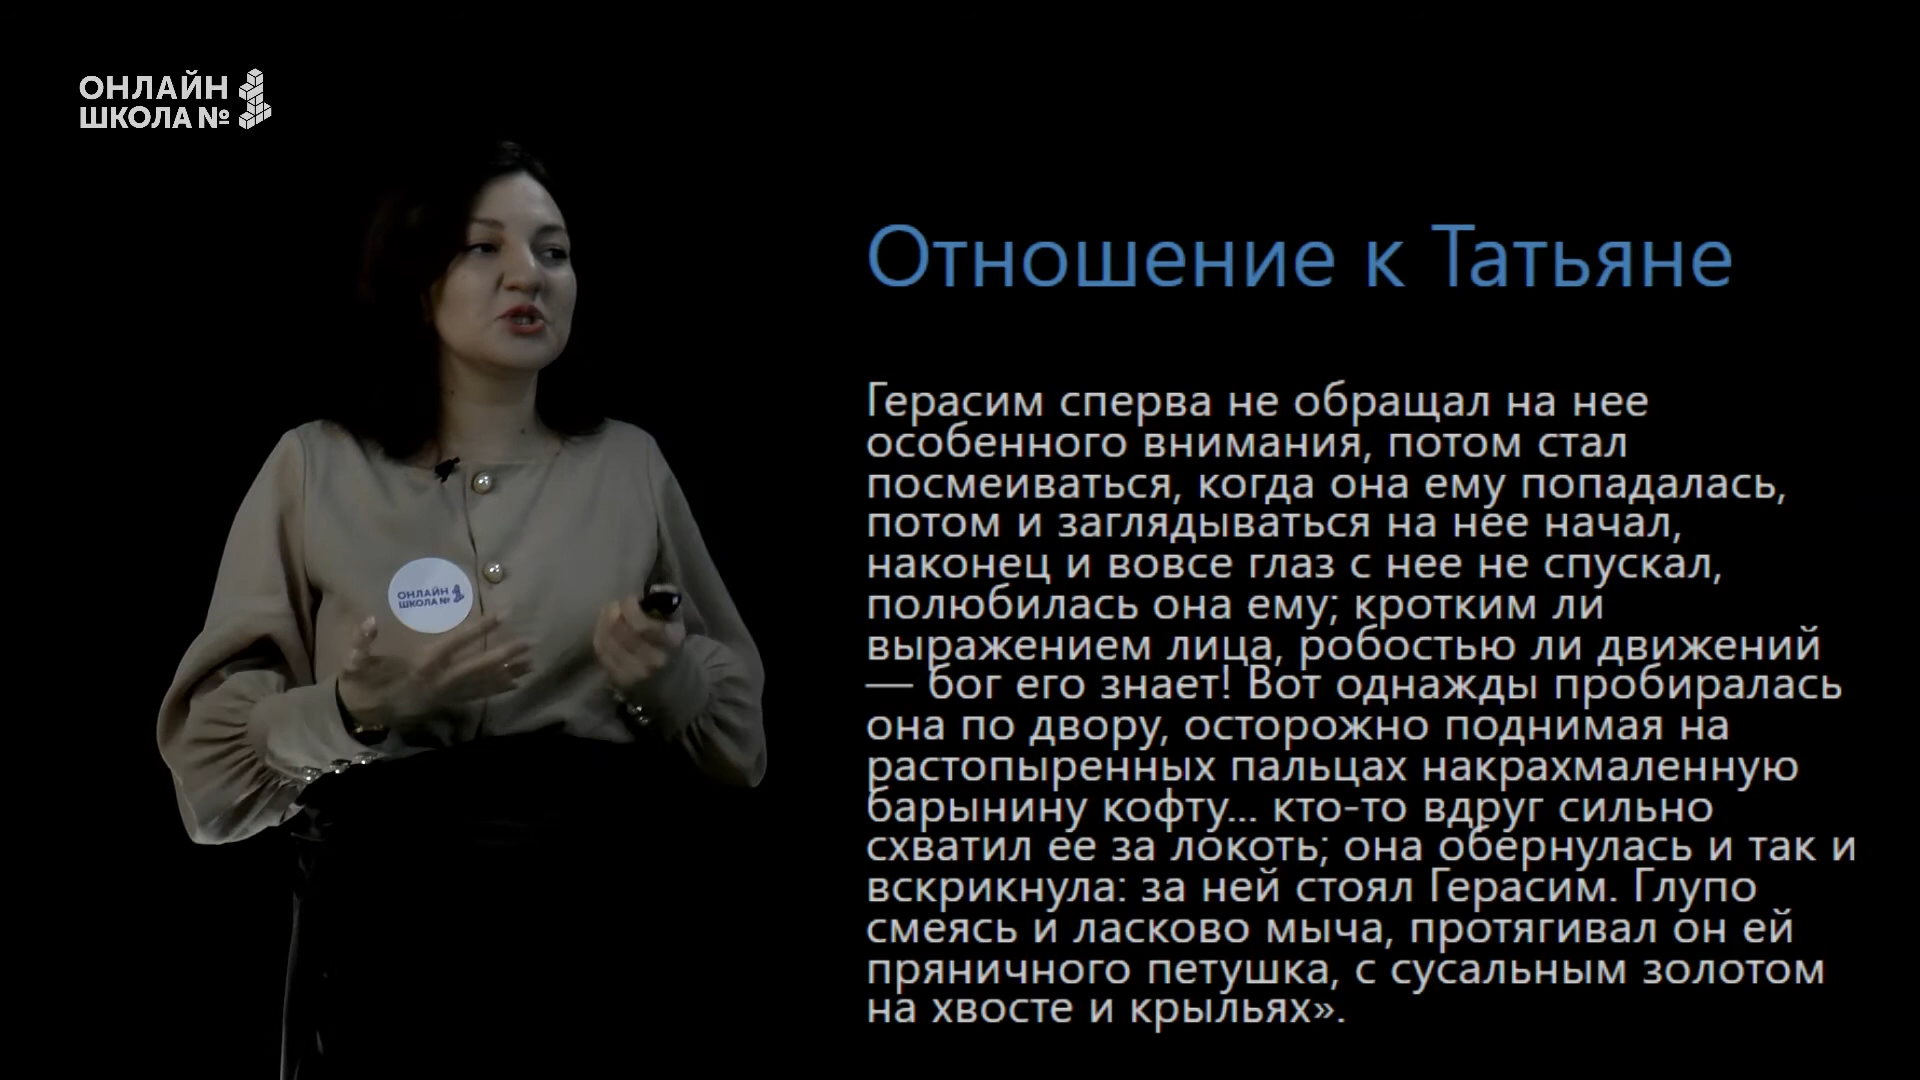 ОНЛАЙН
ШКОЛА №
Отношение к Татьяне
Герасим сперва не обращал на нее
особенного внимания, потом стал
посмеиваться, когда она ему попадалась,
потом и заглядываться на нее начал,
наконец и вовсе глаз с нее не спускал,
полюбилась она ему; кротким ли
выражением лица, робостью ли движений
— бог его знает! Вот однажды пробиралась
она по двору, осторожно поднимая на
растопыренных пальцах накрахмаленную
барынину кофту... кто-то вдруг сильно
схватил ее за локоть; она обернулась и так и
вскрикнула: за ней стоял Герасим. Глупо
смеясь и ласково мыча, протягивал он ей
пряничного петушка, с сусальным золотом
на хвосте и крыльях».
ОНЛАЙН
ШКОЛА №